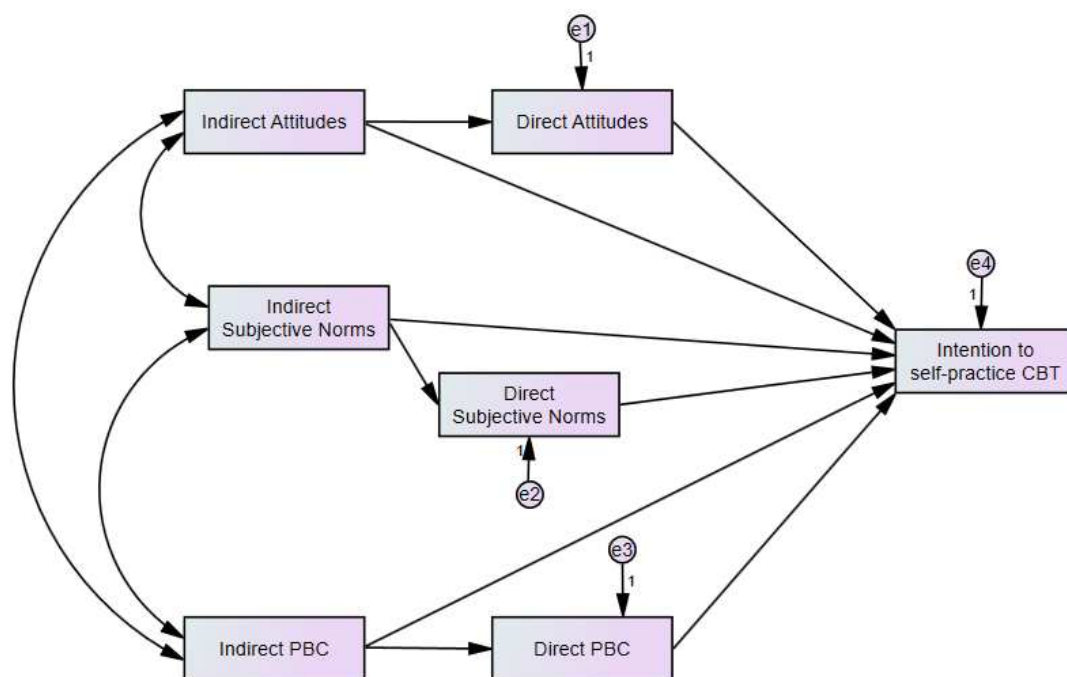 e1
1
Indirect Attitudes
Direct Attitudes
e4
1
Indirect
Subjective Norms
Intention to
self-practice CBT
Direct
Subjective Norms
1
e2
e3
1
Indirect PBC
Direct PBC